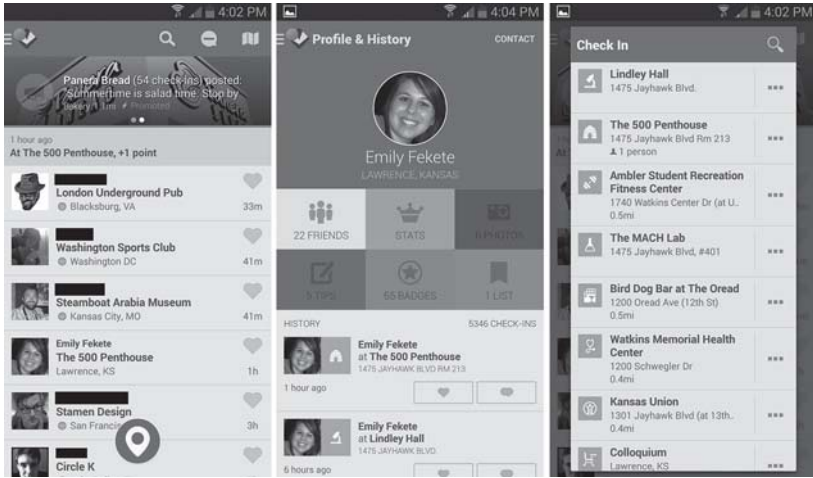 4:02 PM
Panera Bread (54 check-ins) posted:
"Summertime is salad time. Stop by
Bakery 1.1mi Promoted
1 hour ago
At The 500 Penthouse, +1 point
London Underground Pub
Blacksburg, VA
33m
Washington Sports Club
Washington DC
41m
Steamboat Arabia Museum
Kansas City, MO
41m
Emily Fekete
The 500 Penthouse
Lawrence, KS
1h
Stamen Design
San Francis
3h
Circle K
4:04 PM
Profile & History
CONTACT
Emily Fekete
LAWRENCE, KANSAS
22 FRIENDS
STATS
6 PHOTOS
5 TIPS
55 BADGES
1 LIST
HISTORY
5346 CHECK-INS
Emily Fekete
at The 500 Penthouse
1475 JAYHAWK BLVD RM 213
1 hour ago
Emily Fekete
at Lindley Hall
1475 JAYHAWK BLVD.
6 hours ago
4:02 PM
Check In
Lindley Hall
1475 Jayhawk Blvd.
The 500 Penthouse
1475 Jayhawk Blvd Rm 213
1 person
Ambler Student Recreation
Fitness Center
1740 Watkins Center Dr (at U..
0.5mi
The MACH Lab
1475 Jayhawk Blvd, #401
Bird Dog Bar at The Oread
1200 Oread Ave (12th St)
0.5mi
Watkins Memorial Health
Center
1200 Schwegler Dr
0.4mi
Kansas Union
1301 Jayhawk Blvd (at 13th..
0.4mi
Colloquium
Lawrence, KS